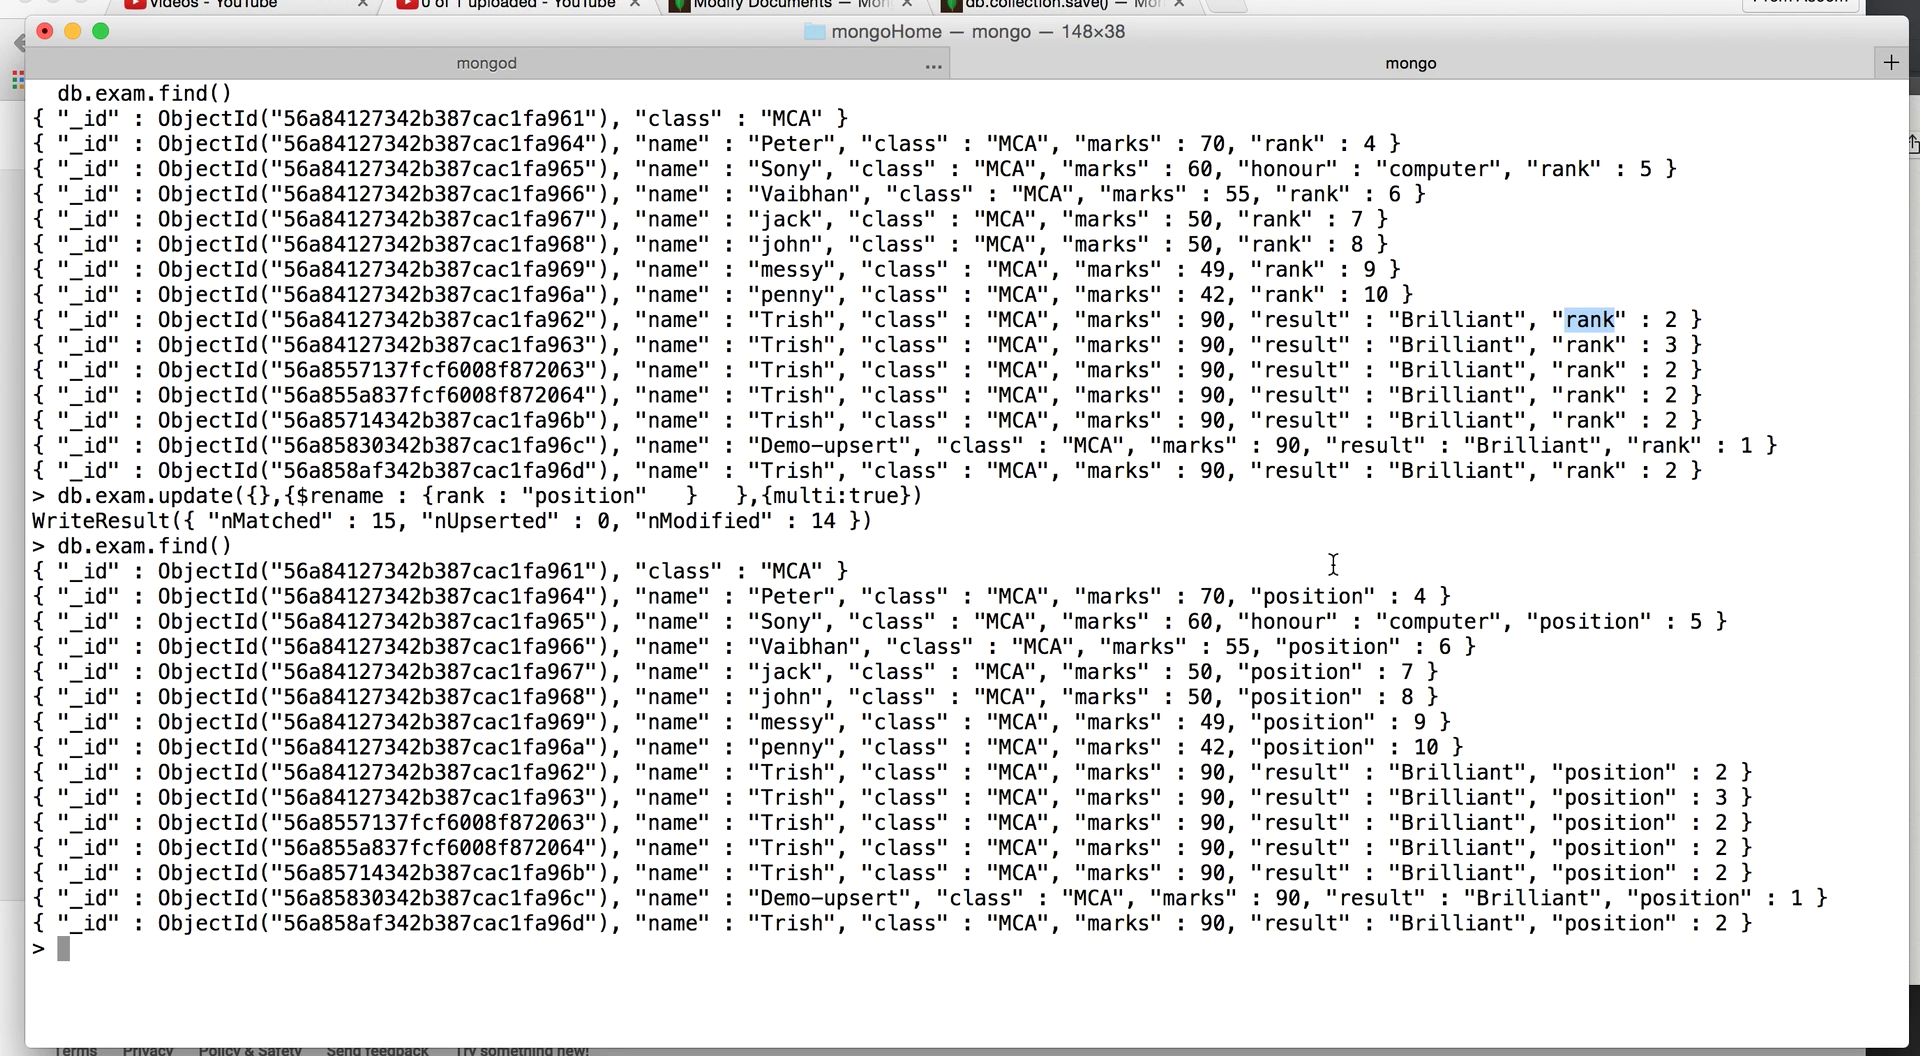 Videos - YouTube
0 of 1 uploaded - YouTube
Modify Documents — Mon
db.collection.save() — Mon
mongoHome — mongo — 148×38
mongod
...
mongo
+
db.exam.find()
{ "_id" : ObjectId("56a84127342b387cac1fa961"), "class" : "MCA" }
{ "_id" : ObjectId("56a84127342b387cac1fa964"), "name" : "Peter", "class" : "MCA", "marks" : 70, "rank" : 4 }
{ "_id" : ObjectId("56a84127342b387cac1fa965"), "name" : "Sony", "class" : "MCA", "marks" : 60, "honour" : "computer", "rank" : 5 }
{ "_id" : ObjectId("56a84127342b387cac1fa966"), "name" : "Vaibhan", "class" : "MCA", "marks" : 55, "rank" : 6 }
{ "_id" : ObjectId("56a84127342b387cac1fa967"), "name" : "jack", "class" : "MCA", "marks" : 50, "rank" : 7 }
{ "_id" : ObjectId("56a84127342b387cac1fa968"), "name" : "john", "class" : "MCA", "marks" : 50, "rank" : 8 }
{ "_id" : ObjectId("56a84127342b387cac1fa969"), "name" : "messy", "class" : "MCA", "marks" : 49, "rank" : 9 }
{ "_id" : ObjectId("56a84127342b387cac1fa96a"), "name" : "penny", "class" : "MCA", "marks" : 42, "rank" : 10 }
{ "_id" : ObjectId("56a84127342b387cac1fa962"), "name" : "Trish", "class" : "MCA", "marks" : 90, "result" : "Brilliant", "rank" : 2 }
{ "_id" : ObjectId("56a84127342b387cac1fa963"), "name" : "Trish", "class" : "MCA", "marks" : 90, "result" : "Brilliant", "rank" : 3 }
{ "_id" : ObjectId("56a8557137fcf6008f872063"), "name" : "Trish", "class" : "MCA", "marks" : 90, "result" : "Brilliant", "rank" : 2 }
{ "_id" : ObjectId("56a855a837fcf6008f872064"), "name" : "Trish", "class" : "MCA", "marks" : 90, "result" : "Brilliant", "rank" : 2 }
{ "_id" : ObjectId("56a85714342b387cac1fa96b"), "name" : "Trish", "class" : "MCA", "marks" : 90, "result" : "Brilliant", "rank" : 2 }
{ "_id" : ObjectId("56a85830342b387cac1fa96c"), "name" : "Demo-upsert", "class" : "MCA", "marks" : 90, "result" : "Brilliant", "rank" : 1 }
{ "_id" : ObjectId("56a858af342b387cac1fa96d"), "name" : "Trish", "class" : "MCA", "marks" : 90, "result" : "Brilliant", "rank" : 2 }
> db.exam.update({},{$rename : {rank : "position"   }   },{multi:true})
WriteResult({ "nMatched" : 15, "nUpserted" : 0, "nModified" : 14 })
> db.exam.find()
{ "_id" : ObjectId("56a84127342b387cac1fa961"), "class" : "MCA" }
{ "_id" : ObjectId("56a84127342b387cac1fa964"), "name" : "Peter", "class" : "MCA", "marks" : 70, "position" : 4 }
{ "_id" : ObjectId("56a84127342b387cac1fa965"), "name" : "Sony", "class" : "MCA", "marks" : 60, "honour" : "computer", "position" : 5 }
{ "_id" : ObjectId("56a84127342b387cac1fa966"), "name" : "Vaibhan", "class" : "MCA", "marks" : 55, "position" : 6 }
{ "_id" : ObjectId("56a84127342b387cac1fa967"), "name" : "jack", "class" : "MCA", "marks" : 50, "position" : 7 }
{ "_id" : ObjectId("56a84127342b387cac1fa968"), "name" : "john", "class" : "MCA", "marks" : 50, "position" : 8 }
{ "_id" : ObjectId("56a84127342b387cac1fa969"), "name" : "messy", "class" : "MCA", "marks" : 49, "position" : 9 }
{ "_id" : ObjectId("56a84127342b387cac1fa96a"), "name" : "penny", "class" : "MCA", "marks" : 42, "position" : 10 }
{ "_id" : ObjectId("56a84127342b387cac1fa962"), "name" : "Trish", "class" : "MCA", "marks" : 90, "result" : "Brilliant", "position" : 2 }
{ "_id" : ObjectId("56a84127342b387cac1fa963"), "name" : "Trish", "class" : "MCA", "marks" : 90, "result" : "Brilliant", "position" : 3 }
{ "_id" : ObjectId("56a8557137fcf6008f872063"), "name" : "Trish", "class" : "MCA", "marks" : 90, "result" : "Brilliant", "position" : 2 }
{ "_id" : ObjectId("56a855a837fcf6008f872064"), "name" : "Trish", "class" : "MCA", "marks" : 90, "result" : "Brilliant", "position" : 2 }
{ "_id" : ObjectId("56a85714342b387cac1fa96b"), "name" : "Trish", "class" : "MCA", "marks" : 90, "result" : "Brilliant", "position" : 2 }
{ "_id" : ObjectId("56a85830342b387cac1fa96c"), "name" : "Demo-upsert", "class" : "MCA", "marks" : 90, "result" : "Brilliant", "position" : 1 }
{ "_id" : ObjectId("56a858af342b387cac1fa96d"), "name" : "Trish", "class" : "MCA", "marks" : 90, "result" : "Brilliant", "position" : 2 }
>
Terms Privacy Policy & Safety Send feedback Try something new!